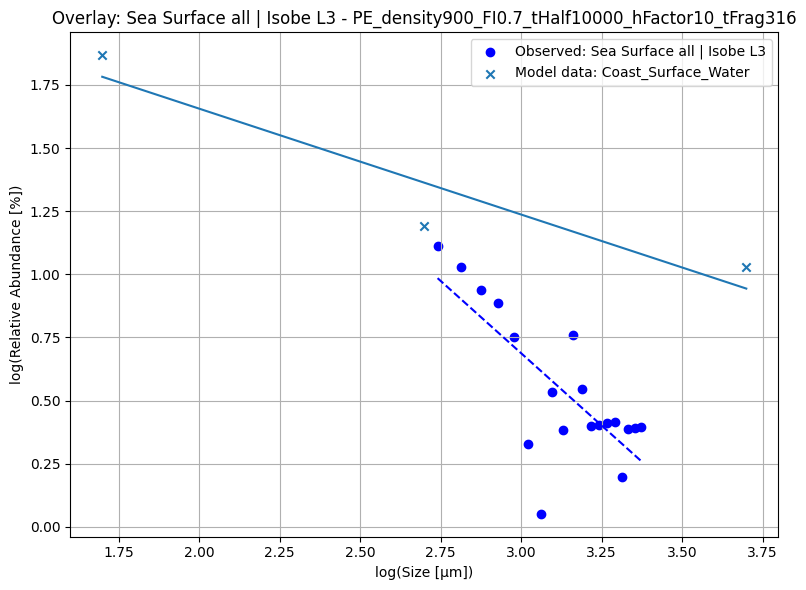 Overlay: Sea Surface all | Isobe L3 - PE_density900_FI0.7_tHalf10000_hFactor10_tFrag316
Observed: Sea Surface all | Isobe L3
Model data: Coast_Surface_Water
log(Relative Abundance [%])
1.75
1.50
1.25
1.00
0.75
0.50
0.25
0.00
1.75 2.00 2.25 2.50 2.75 3.00 3.25 3.50 3.75
log(Size [µm])